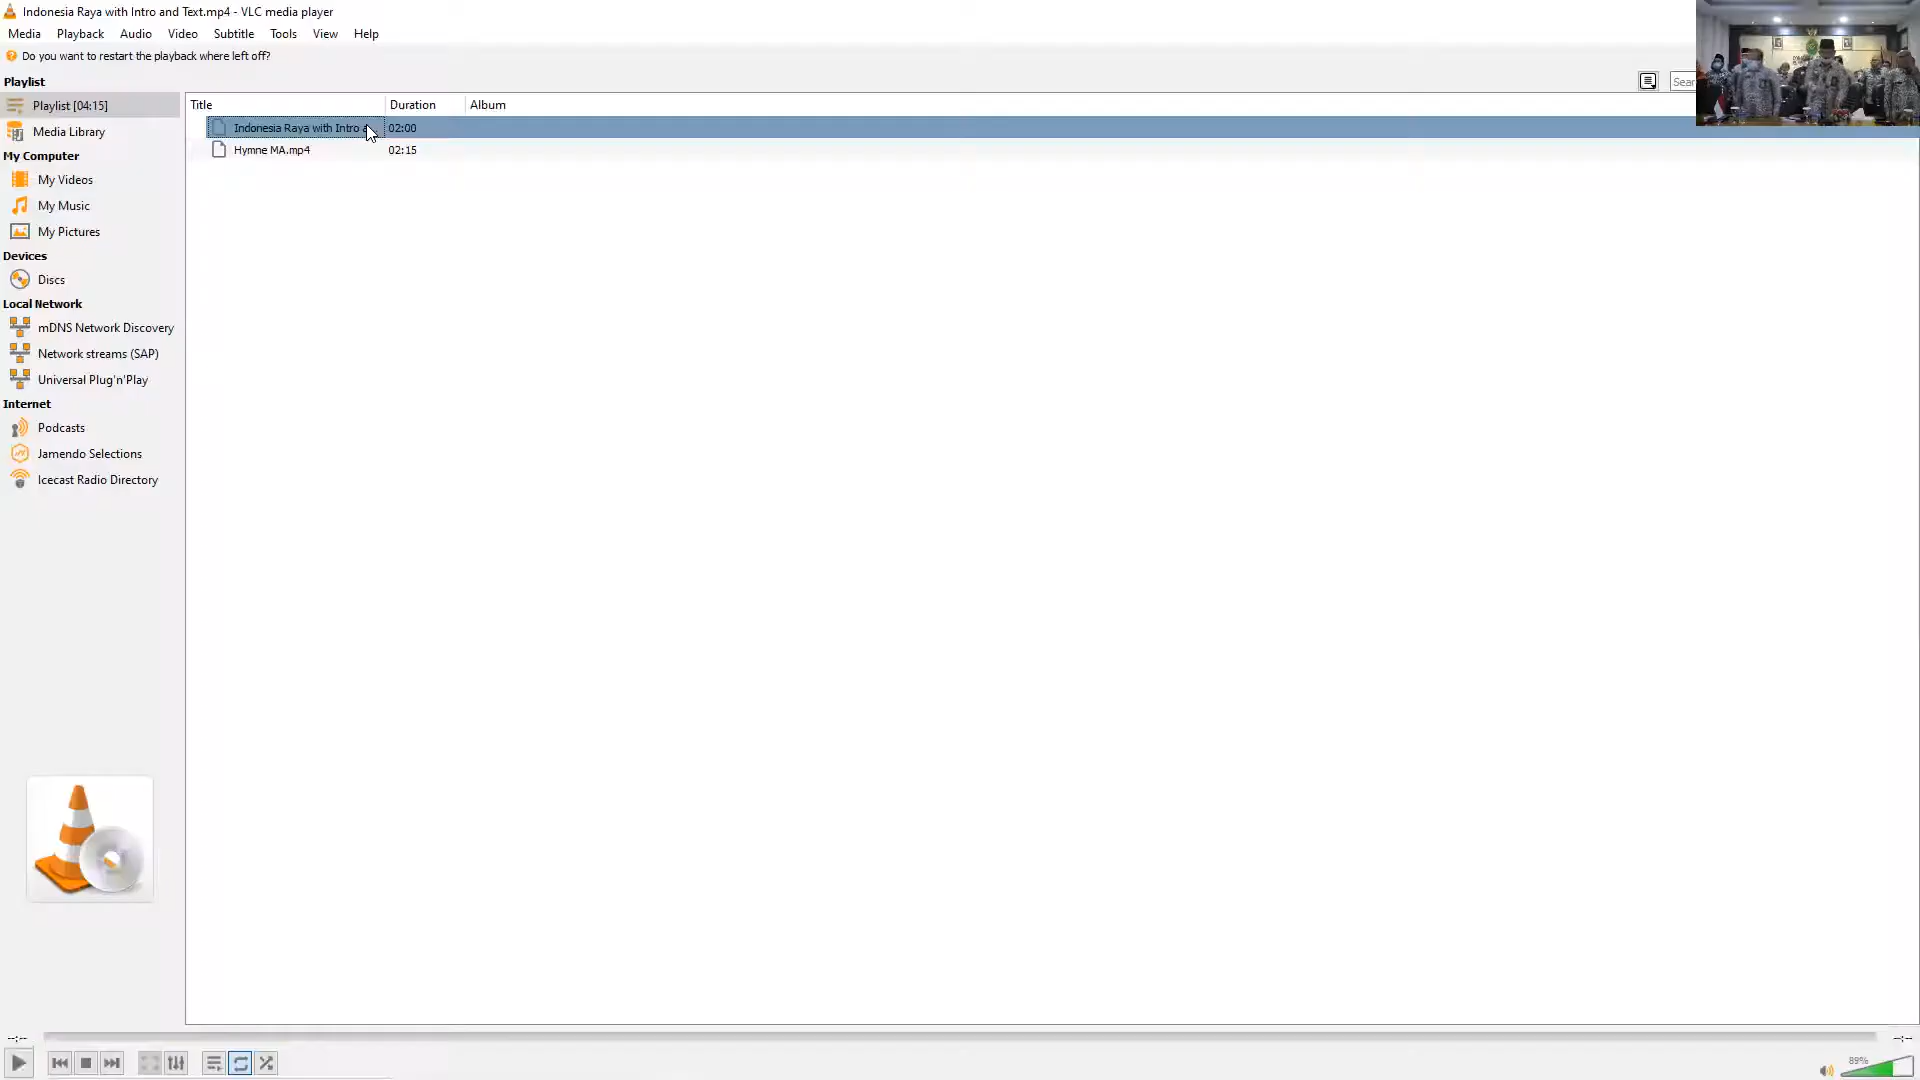 Indonesia Raya with Intro and Text.mp4 - VLC media player
Media Playback Audio Video Subtitle Tools View Help
Do you want to restart the playback where left off?
Playlist
Playlist [04:15]
Media Library
My Computer
My Videos
My Music
My Pictures
Devices
Discs
Local Network
mDNS Network Discovery
Network streams (SAP)
Universal Plug'n'Play
Internet
Podcasts
Jamendo Selections
Icecast Radio Directory
Sear
Title Duration Album
Indonesia Raya with Intro 02:00
Hymne MA.mp4 02:15
--:-- --:--
89%